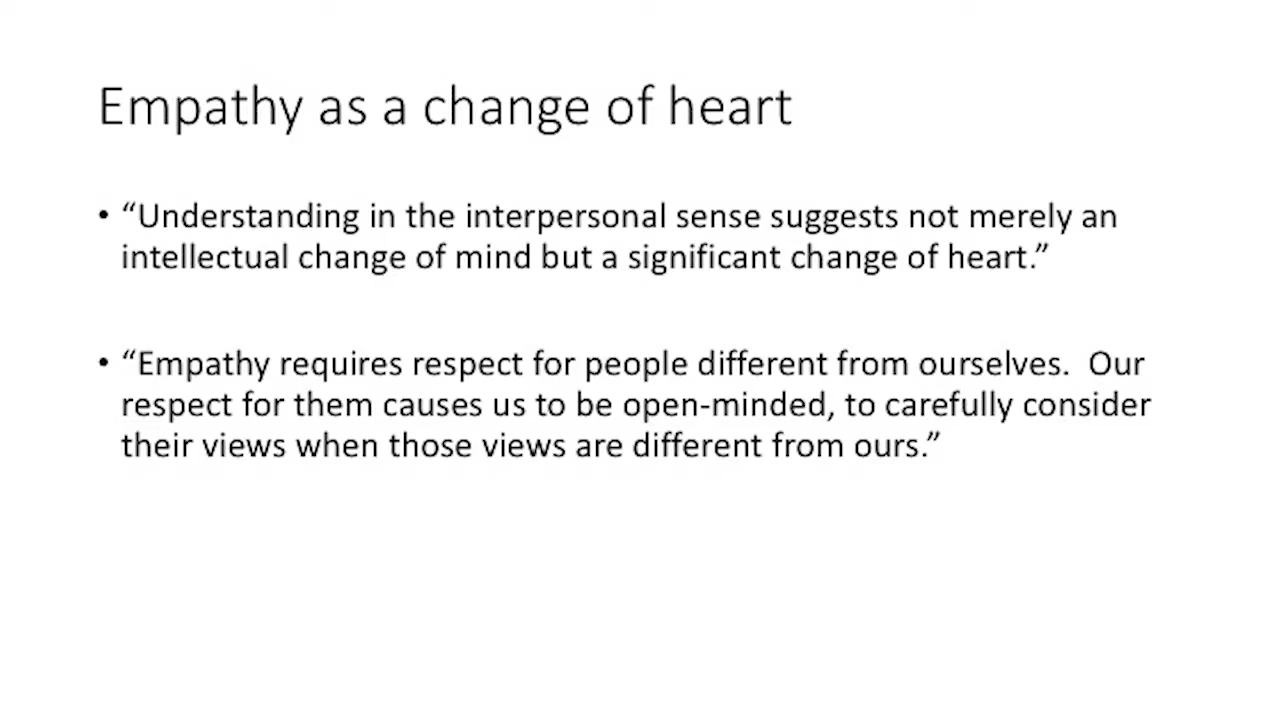 Empathy as a change of heart
• “Understanding in the interpersonal sense suggests not merely an
intellectual change of mind but a significant change of heart.”
• “Empathy requires respect for people different from ourselves.  Our
respect for them causes us to be open-minded, to carefully consider
their views when those views are different from ours.”